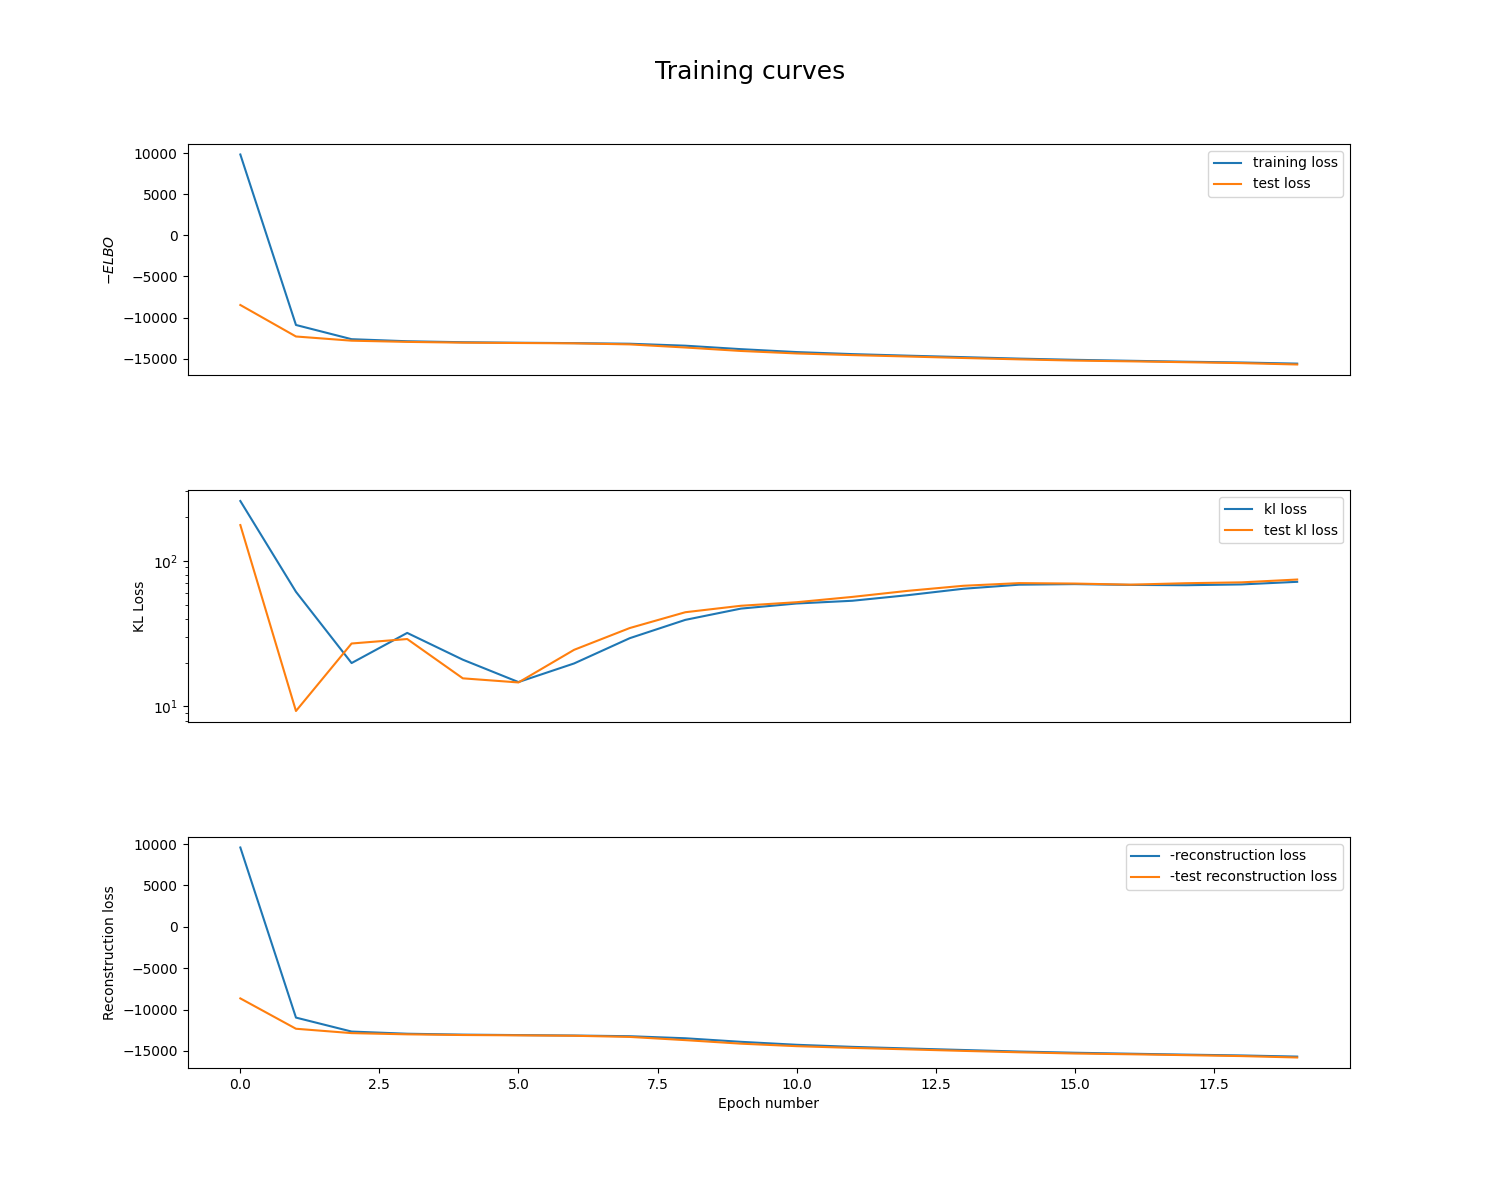 Training curves
10000
5000
0
−5000
−10000
−15000
−ELBO
training loss
test loss
10²
10¹
KL Loss
kl loss
test kl loss
10000
5000
0
−5000
−10000
−15000
Reconstruction loss
-reconstruction loss
-test reconstruction loss
0.0 2.5 5.0 7.5 10.0 12.5 15.0 17.5
Epoch number